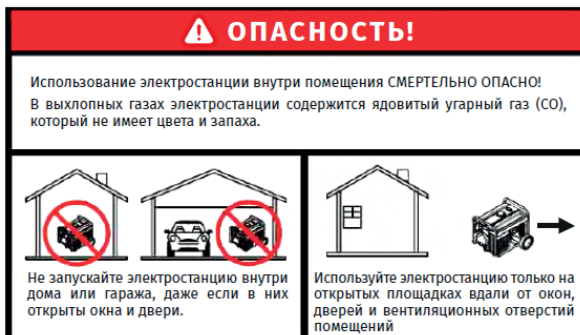 ОПАСНОСТЬ!
Использование электростанции внутри помещения СМЕРТЕЛЬНО ОПАСНО!
В выхлопных газах электростанции содержится ядовитый угарный газ (CO),
который не имеет цвета и запаха.
Не запускайте электростанцию внутри
дома или гаража, даже если в них
открыты окна и двери.
Используйте электростанцию только на
открытых площадках вдали от окон,
дверей и вентиляционных отверстий
помещений